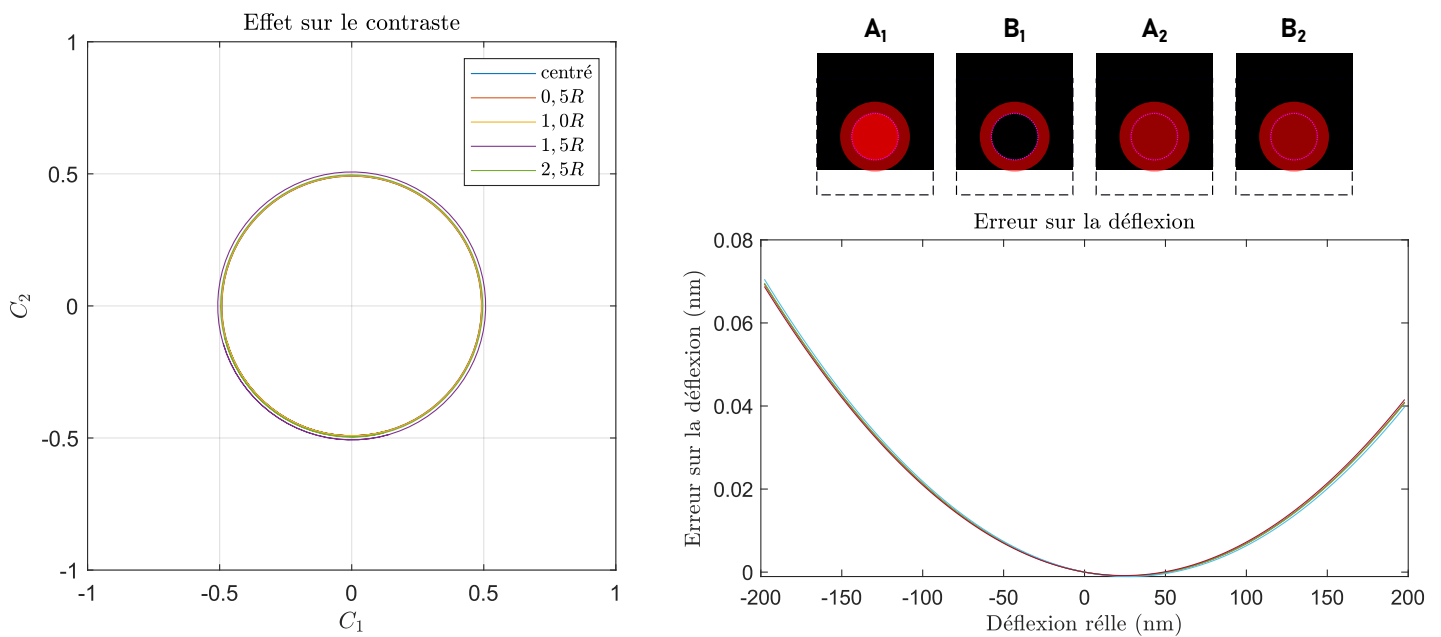 Effet sur le contraste
1
0.5
0
-0.5
-1
C₂
-1
-0.5
0
0.5
1
C₁
centré
0,5R
1,0R
1,5R
2,5R
A₁ B₁ A₂ B₂
Erreur sur la déflexion
0.08
0.06
0.04
0.02
0
Erreur sur la déflexion (nm)
-200 -150 -100 -50 0 50 100 150 200
Déflexion rélle (nm)